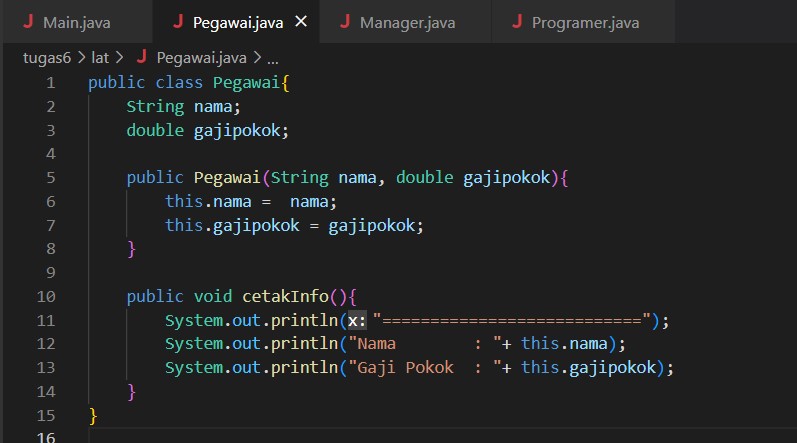 J Main.java J Pegawai.java × J Manager.java J Programer.java
tugas6 > lat > J Pegawai.java > ...
1 public class Pegawai{
2     String nama;
3     double gajipokok;
4
5     public Pegawai(String nama, double gajipokok){
6         this.nama =  nama;
7         this.gajipokok = gajipokok;
8     }
9
10     public void cetakInfo(){
11         System.out.println(x: "===========================");
12         System.out.println("Nama        : "+ this.nama);
13         System.out.println("Gaji Pokok  : "+ this.gajipokok);
14     }
15 }
16